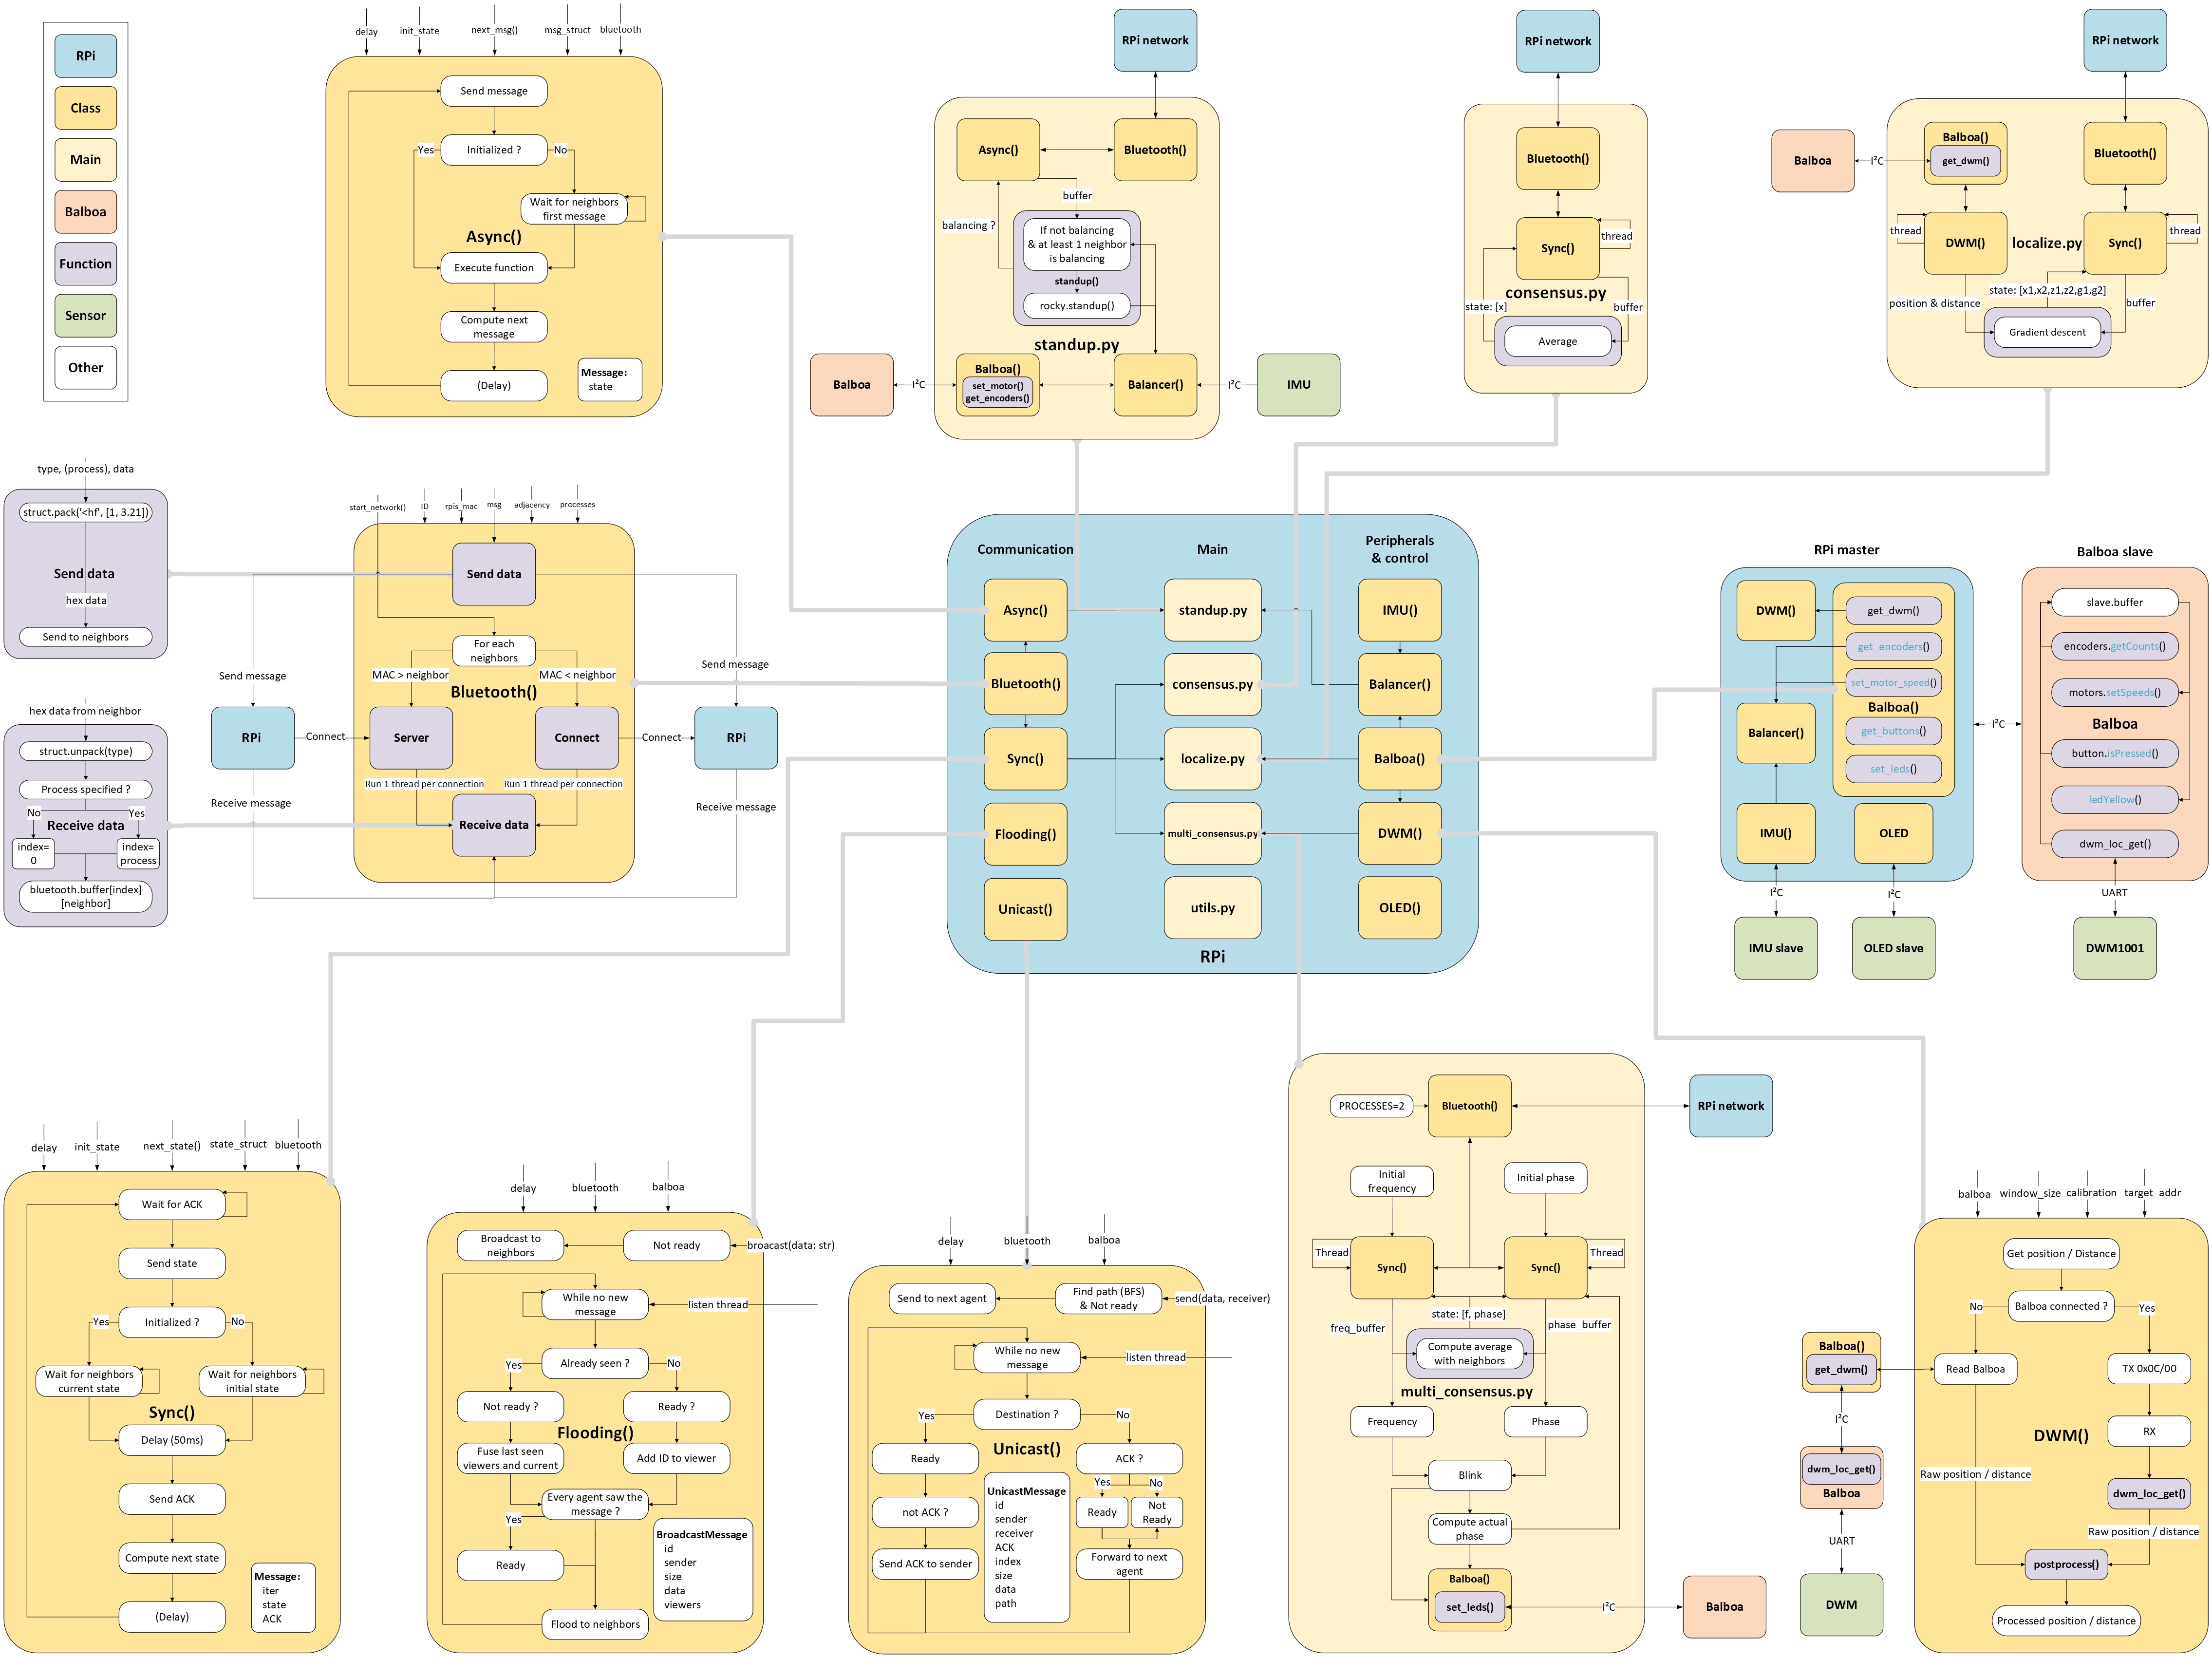 RPi
Class
Main
Balboa
Function
Sensor
Other
delay
init_state
next_msg()
msg_struct
bluetooth
Send message
Initialized ?
Yes
No
Wait for neighbors
first message
Async()
Execute function
Compute next
message
(Delay)
Message:
state
RPi network
Async()
Bluetooth()
buffer
balancing ?
If not balancing
& at least 1 neighbor
is balancing
standup()
rocky.standup()
standup.py
Balboa
I²C
Balboa()
set_motor()
get_encoders()
Balancer()
I²C
IMU
RPi network
Bluetooth()
Sync()
thread
consensus.py
state: [x]
buffer
Average
RPi network
Balboa
I²C
Balboa()
get_dwm()
Bluetooth()
thread
DWM()
localize.py
Sync()
thread
position & distance
state: [x1,x2,z1,z2,g1,g2]
buffer
Gradient descent
type, (process), data
struct.pack('<hf', [1, 3.21])
Send data
hex data
Send to neighbors
hex data from neighbor
struct.unpack(type)
Process specified ?
No
Yes
Receive data
index=
0
index=
process
bluetooth.buffer[index]
[neighbor]
start_network()
ID
rpis_mac
msg
adjacency
processes
Send data
For each
neighbors
MAC > neighbor
MAC < neighbor
Bluetooth()
Send message
Send message
RPi
Connect
Server
Connect
Connect
RPi
Run 1 thread per connection
Run 1 thread per connection
Receive message
Receive message
Receive data
Communication
Main
Peripherals
& control
Async()
standup.py
IMU()
Bluetooth()
consensus.py
Balancer()
Sync()
localize.py
Balboa()
Flooding()
multi_consensus.py
DWM()
Unicast()
utils.py
OLED()
RPi
RPi master
DWM()
get_dwm()
get_encoders()
set_motor_speed()
Balboa()
Balancer()
get_buttons()
set_leds()
IMU()
OLED
I²C
I²C
IMU slave
OLED slave
I²C
Balboa slave
slave.buffer
encoders.getCounts()
motors.setSpeeds()
Balboa
button.isPressed()
ledYellow()
dwm_loc_get()
UART
DWM1001
delay
init_state
next_state()
state_struct
bluetooth
Wait for ACK
Send state
Initialized ?
Yes
No
Wait for neighbors
current state
Wait for neighbors
initial state
Sync()
Delay (50ms)
Send ACK
Compute next state
(Delay)
Message:
iter
state
ACK
delay
bluetooth
balboa
Broadcast to
neighbors
Not ready
broacast(data: str)
While no new
message
listen thread
Already seen ?
Yes
No
Not ready ?
Ready ?
Flooding()
Fuse last seen
viewers and current
Add ID to viewer
Every agent saw the
message ?
Yes
Ready
Flood to neighbors
BroadcastMessage
id
sender
size
data
viewers
delay
bluetooth
balboa
Send to next agent
Find path (BFS)
& Not ready
send(data, receiver)
While no new
message
listen thread
Destination ?
Yes
No
Unicast()
Ready
ACK ?
Yes
No
not ACK ?
Ready
Not
Ready
Send ACK to sender
Forward to next
agent
UnicastMessage
id
sender
receiver
ACK
index
size
data
path
PROCESSES=2
Bluetooth()
RPi network
Initial
frequency
Initial phase
Thread
Sync()
Sync()
Thread
state: [f, phase]
freq_buffer
phase_buffer
Compute average
with neighbors
multi_consensus.py
Frequency
Phase
Blink
Compute actual
phase
Balboa()
set_leds()
I²C
Balboa
balboa
window_size
calibration
target_addr
Get position / Distance
Balboa connected ?
No
Yes
Balboa()
get_dwm()
Read Balboa
TX 0x0C/00
I²C
RX
DWM()
dwm_loc_get()
Balboa
Raw position / distance
dwm_loc_get()
Raw position / distance
UART
postprocess()
DWM
Processed position / distance